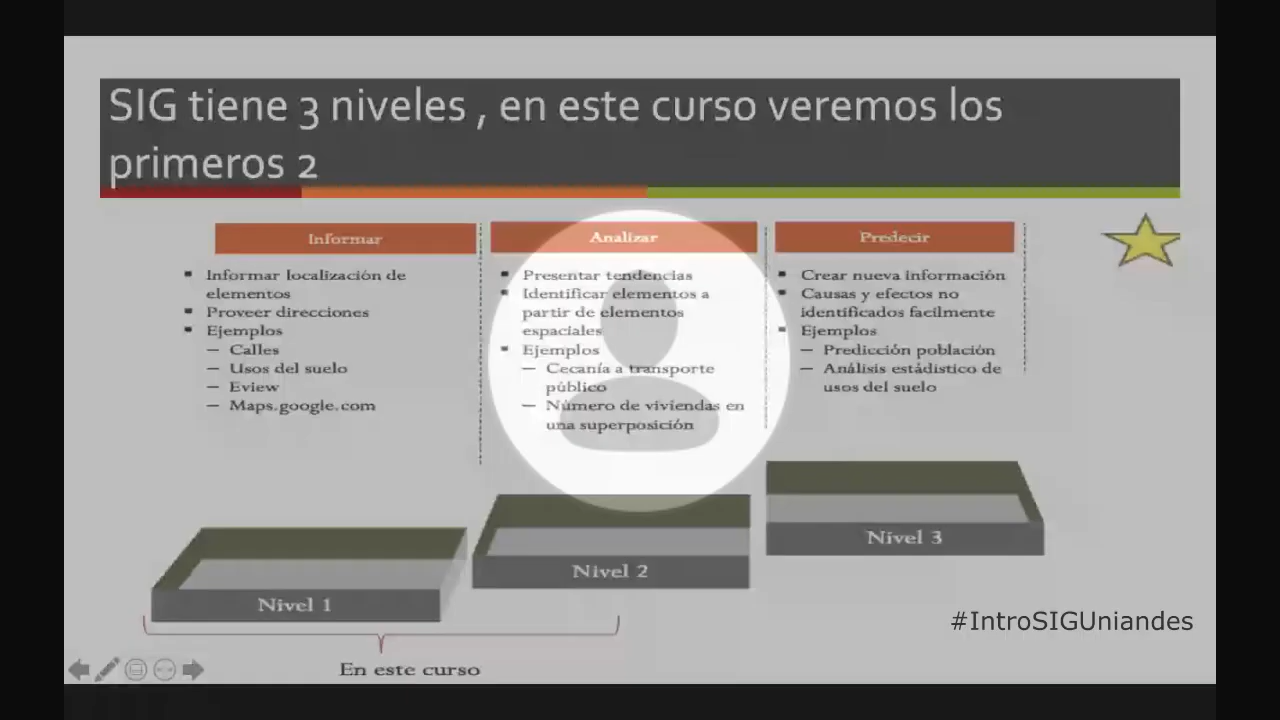 SIG tiene 3 niveles , en este curso veremos los
primeros 2
Informar
Informar localización de
elementos
Proveer direcciones
Ejemplos
– Calles
– Usos del suelo
– Eview
– Maps.google.com
Analizar
Presentar tendencias
Identificar elementos a
partir de elementos
espaciales
Ejemplos
– Cecanía a transporte
público
– Número de viviendas en
una superposición
Predecir
Crear nueva información
Causas y efectos no
identificados facilmente
Ejemplos
– Predicción población
– Análisis estádistico de
usos del suelo
Nivel 1
Nivel 2
Nivel 3
En este curso
#IntroSIGUniandes